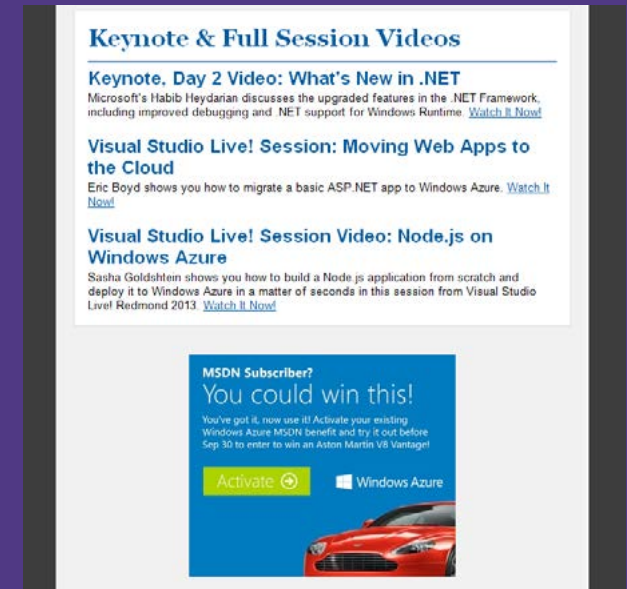 Keynote & Full Session Videos
Keynote, Day 2 Video: What's New in .NET
Microsoft's Habib Heydarian discusses the upgraded features in the .NET Framework,
including improved debugging and .NET support for Windows Runtime. Watch It Now!
Visual Studio Live! Session: Moving Web Apps to
the Cloud
Eric Boyd shows you how to migrate a basic ASP.NET app to Windows Azure. Watch It
Now!
Visual Studio Live! Session Video: Node.js on
Windows Azure
Sasha Goldshtein shows you how to build a Node.js application from scratch and
deploy it to Windows Azure in a matter of seconds in this session from Visual Studio
Live! Redmond 2013. Watch It Now!
MSDN Subscriber?
You could win this!
You've got it, now use it! Activate your existing
Windows Azure MSDN benefit and try it out before
Sep 30 to enter to win an Aston Martin V8 Vantage!
Activate
Windows Azure